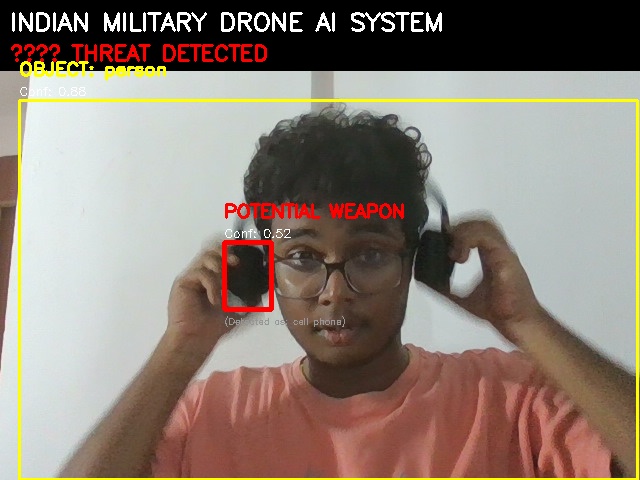 INDIAN MILITARY DRONE AI SYSTEM
???? THREAT DETECTED
OBJECT: person
Conf: 0.88
POTENTIAL WEAPON
Conf: 0.52
(Detected as: cell phone)